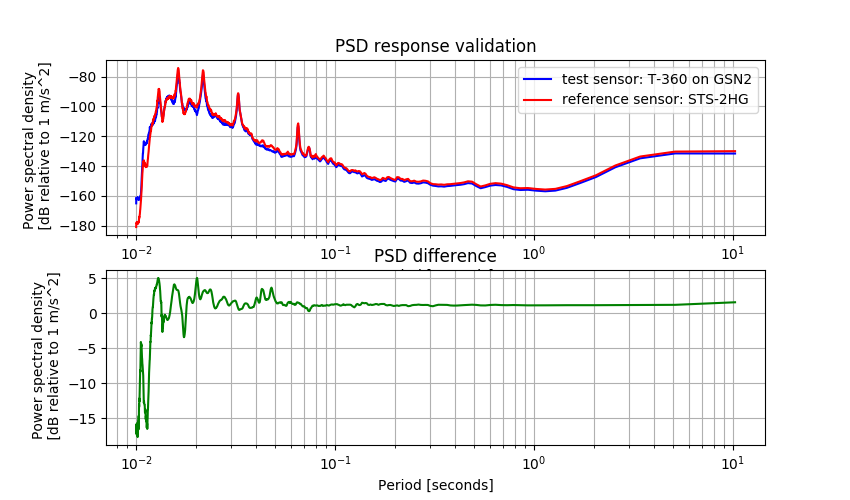 PSD response validation
Power spectral density
[dB relative to 1 m/s^2]
−80
−100
−120
−140
−160
−180
test sensor: T-360 on GSN2
reference sensor: STS-2HG
10⁻² 10⁻¹ 10⁰ 10¹
PSD difference
Power spectral density
[dB relative to 1 m/s^2]
5
0
−5
−10
−15
10⁻² 10⁻¹ 10⁰ 10¹
Period [seconds]